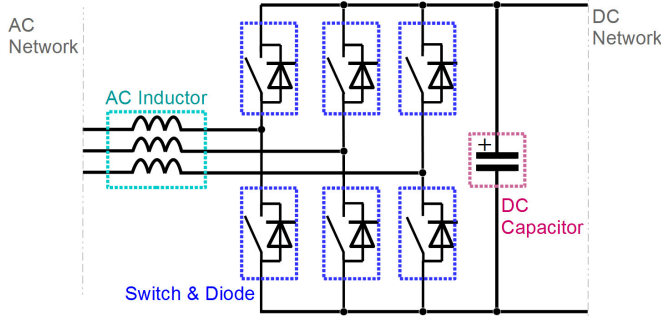 AC
Network
DC
Network
AC Inductor
+
DC
Capacitor
Switch & Diode